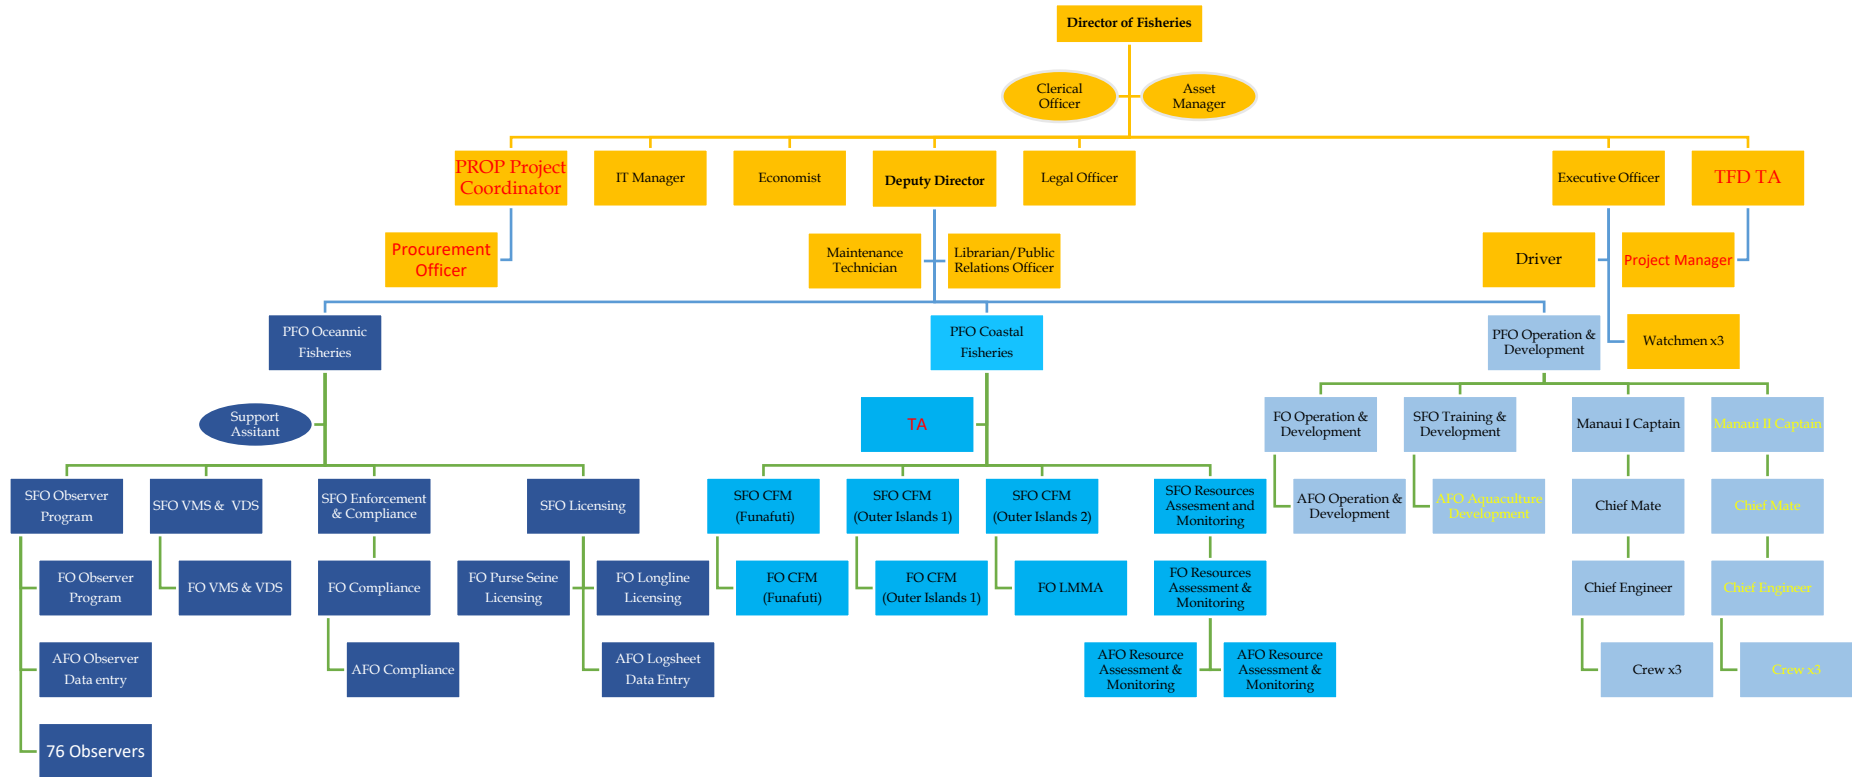 Director of Fisheries
Clerical
Officer
Asset
Manager
PROP Project
Coordinator
IT Manager
Economist
Deputy Director
Legal Officer
Executive Officer
TFD TA
Procurement
Officer
Maintenance
Technician
Librarian/Public
Relations Officer
Driver
Project Manager
PFO Oceannic
Fisheries
PFO Coastal
Fisheries
PFO Operation &
Development
Watchmen x3
Support
Assitant
TA
FO Operation &
Development
SFO Training &
Development
Manaui I Captain
Manaui II Captain
SFO Observer
Program
SFO VMS & VDS
SFO Enforcement
& Compliance
SFO Licensing
SFO CFM
(Funafuti)
SFO CFM
(Outer Islands 1)
SFO CFM
(Outer Islands 2)
SFO Resources
Assesment and
Monitoring
AFO Operation &
Development
AFO Aquaculture
Development
Chief Mate
Chief Mate
FO Observer
Program
FO VMS & VDS
FO Compliance
FO Purse Seine
Licensing
FO Longline
Licensing
FO CFM
(Funafuti)
FO CFM
(Outer Islands 1)
FO LMMA
FO Resources
Assessment &
Monitoring
Chief Engineer
Chief Engineer
AFO Observer
Data entry
AFO Compliance
AFO Logsheet
Data Entry
AFO Resource
Assessment &
Monitoring
AFO Resource
Assessment &
Monitoring
Crew x3
Crew x3
76 Observers